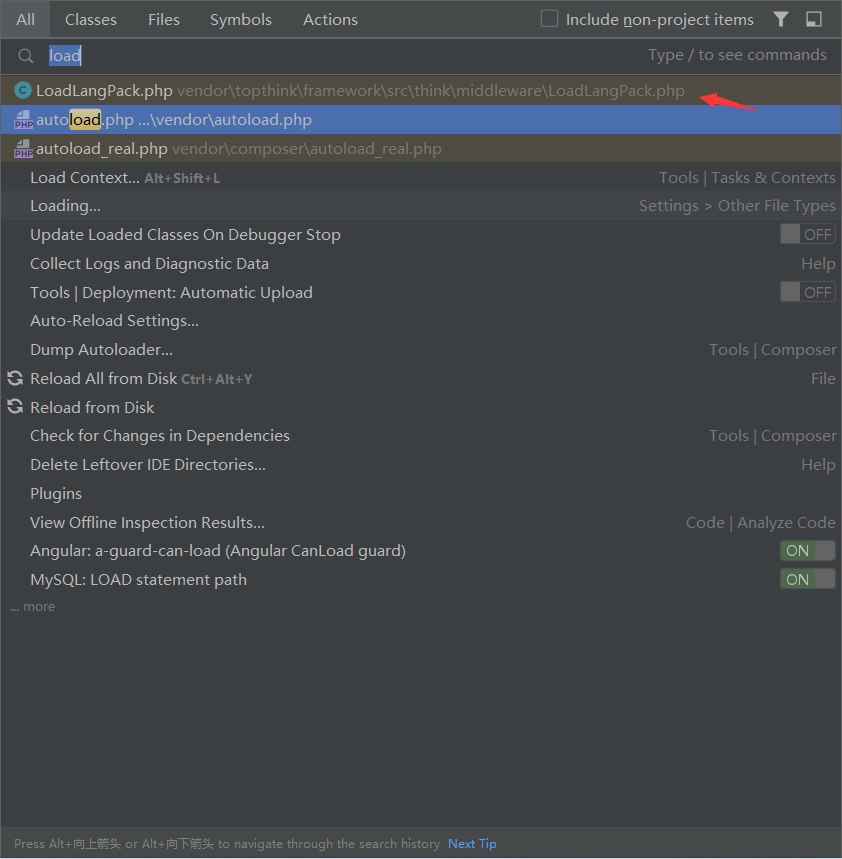 All Classes Files Symbols Actions Include non-project items
load Type / to see commands
C LoadLangPack.php vendor\topthink\framework\src\think\middleware\LoadLangPack.php
PHP autoload.php ...\vendor\autoload.php
PHP autoload_real.php vendor\composer\autoload_real.php
Load Context... Alt+Shift+L Tools | Tasks & Contexts
Loading... Settings > Other File Types
Update Loaded Classes On Debugger Stop OFF
Collect Logs and Diagnostic Data Help
Tools | Deployment: Automatic Upload OFF
Auto-Reload Settings...
Dump Autoloader... Tools | Composer
Reload All from Disk Ctrl+Alt+Y File
Reload from Disk
Check for Changes in Dependencies Tools | Composer
Delete Leftover IDE Directories... Help
Plugins
View Offline Inspection Results... Code | Analyze Code
Angular: a-guard-can-load (Angular CanLoad guard) ON
MySQL: LOAD statement path ON
... more
Press Alt+向上箭头 or Alt+向下箭头 to navigate through the search history Next Tip